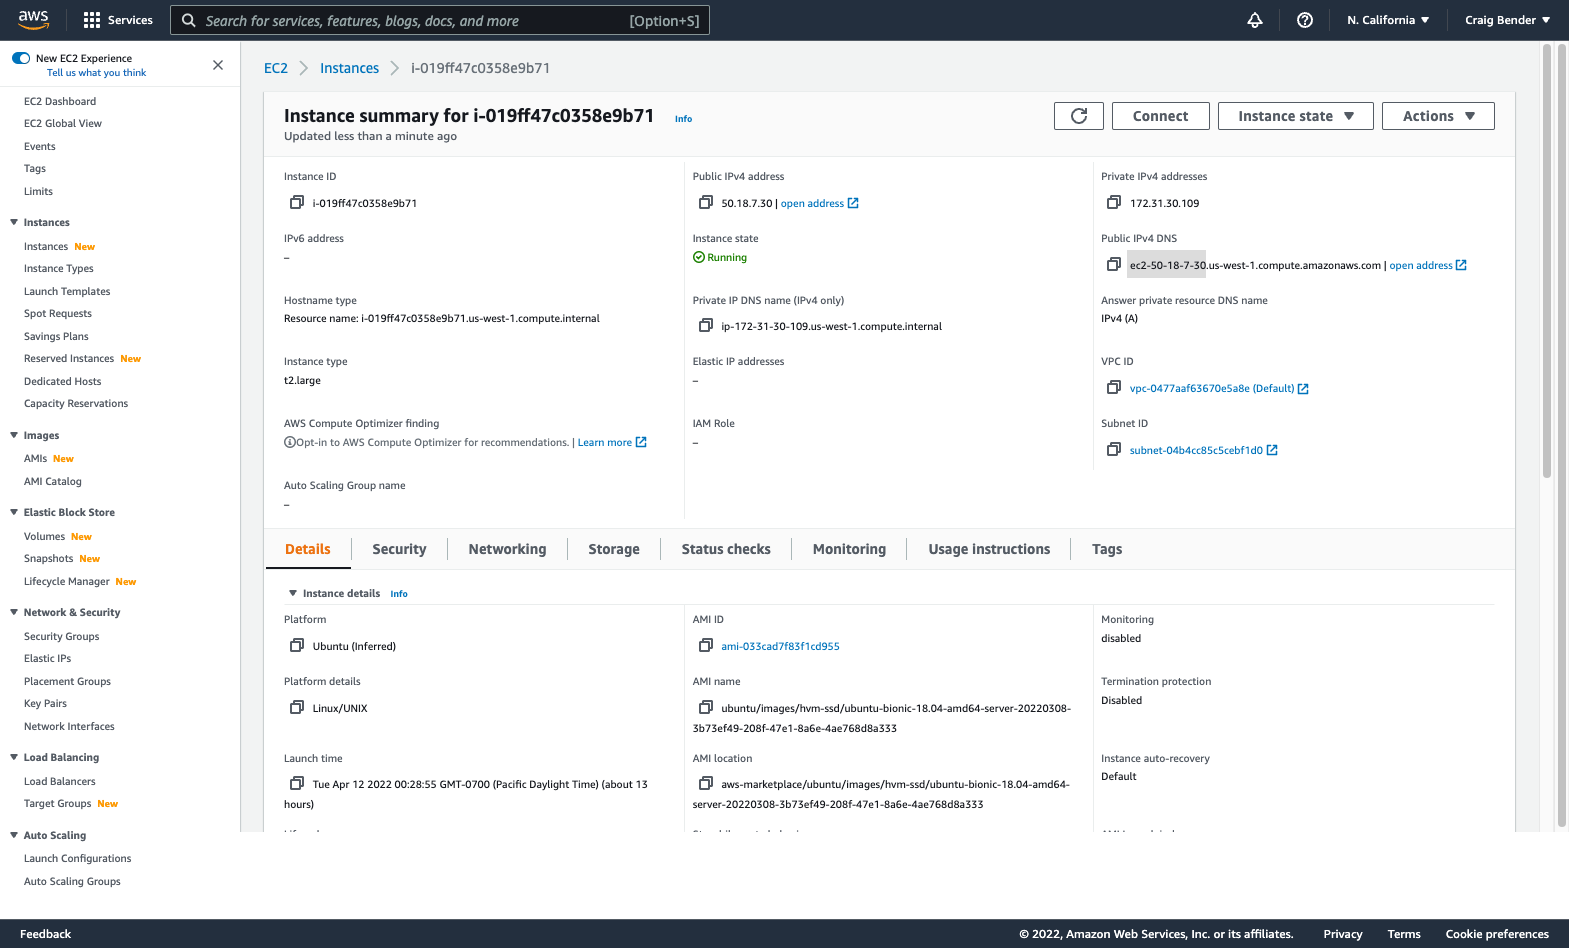 aws
Services
Search for services, features, blogs, docs, and more
[Option+S]
N. California
Craig Bender
New EC2 Experience
Tell us what you think
EC2 Dashboard
EC2 Global View
Events
Tags
Limits
Instances
Instances New
Instance Types
Launch Templates
Spot Requests
Savings Plans
Reserved Instances New
Dedicated Hosts
Capacity Reservations
Images
AMIs New
AMI Catalog
Elastic Block Store
Volumes New
Snapshots New
Lifecycle Manager New
Network & Security
Security Groups
Elastic IPs
Placement Groups
Key Pairs
Network Interfaces
Load Balancing
Load Balancers
Target Groups New
Auto Scaling
Launch Configurations
Auto Scaling Groups
EC2
Instances
i-019ff47c0358e9b71
Instance summary for i-019ff47c0358e9b71 Info
Updated less than a minute ago
Connect
Instance state
Actions
Instance ID
i-019ff47c0358e9b71
Public IPv4 address
50.18.7.30 | open address
Private IPv4 addresses
172.31.30.109
IPv6 address
–
Instance state
Running
Public IPv4 DNS
ec2-50-18-7-30.us-west-1.compute.amazonaws.com | open address
Hostname type
Resource name: i-019ff47c0358e9b71.us-west-1.compute.internal
Private IP DNS name (IPv4 only)
ip-172-31-30-109.us-west-1.compute.internal
Answer private resource DNS name
IPv4 (A)
Instance type
t2.large
Elastic IP addresses
–
VPC ID
vpc-0477aaf63670e5a8e (Default)
AWS Compute Optimizer finding
Opt-in to AWS Compute Optimizer for recommendations. | Learn more
IAM Role
–
Subnet ID
subnet-04b4cc85c5cebf1d0
Auto Scaling Group name
–
Details
Security
Networking
Storage
Status checks
Monitoring
Usage instructions
Tags
Instance details Info
Platform
Ubuntu (Inferred)
AMI ID
ami-033cad7f83f1cd955
Monitoring
disabled
Platform details
Linux/UNIX
AMI name
ubuntu/images/hvm-ssd/ubuntu-bionic-18.04-amd64-server-20220308-
3b73ef49-208f-47e1-8a6e-4ae768d8a333
Termination protection
Disabled
Launch time
Tue Apr 12 2022 00:28:55 GMT-0700 (Pacific Daylight Time) (about 13
hours)
AMI location
aws-marketplace/ubuntu/images/hvm-ssd/ubuntu-bionic-18.04-amd64-
server-20220308-3b73ef49-208f-47e1-8a6e-4ae768d8a333
Instance auto-recovery
Default
Feedback
© 2022, Amazon Web Services, Inc. or its affiliates.
Privacy
Terms
Cookie preferences